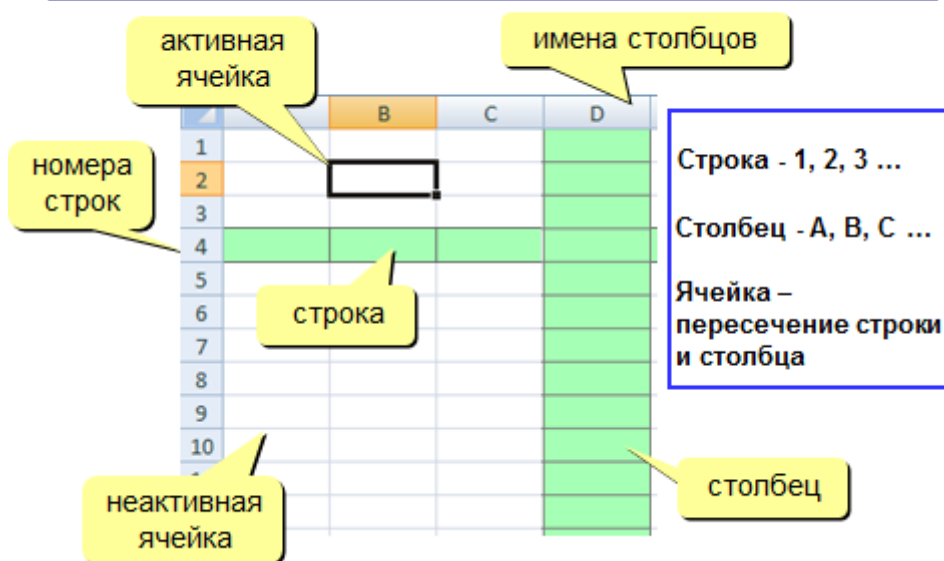 активная
ячейка
имена столбцов
B C D
1
2
3
4
5
6
7
8
9
10
номера
строк
строка
неактивная
ячейка
столбец
Строка - 1, 2, 3 ...
Столбец - A, B, C ...
Ячейка –
пересечение строки
и столбца